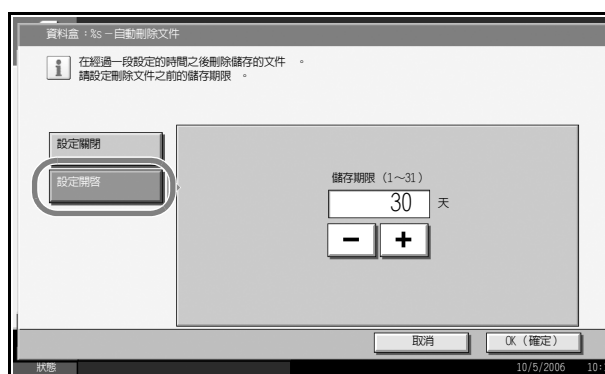 資料盒：%s－自動刪除文件
在經過一段設定的時間之後刪除儲存的文件 。
請設定刪除文件之前的儲存期限 。
設定關閉
設定開啓
儲存期限 (1～31)
30 天
－ ＋
取消 OK (確定)
狀態 10/5/2006 10: